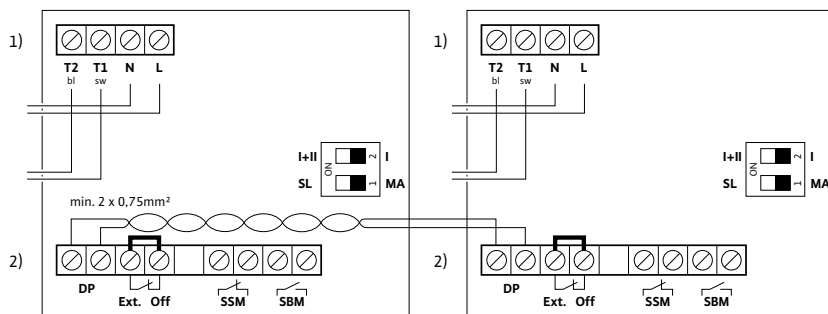 1) 1)
T2 T1 N L T2 T1 N L
bl sw bl sw
I+II ON 2 I I+II ON 2 I
SL 1 MA SL 1 MA
min. 2 x 0,75mm²
2) 2)
DP DP
Ext. Off SSM SBM Ext. Off SSM SBM